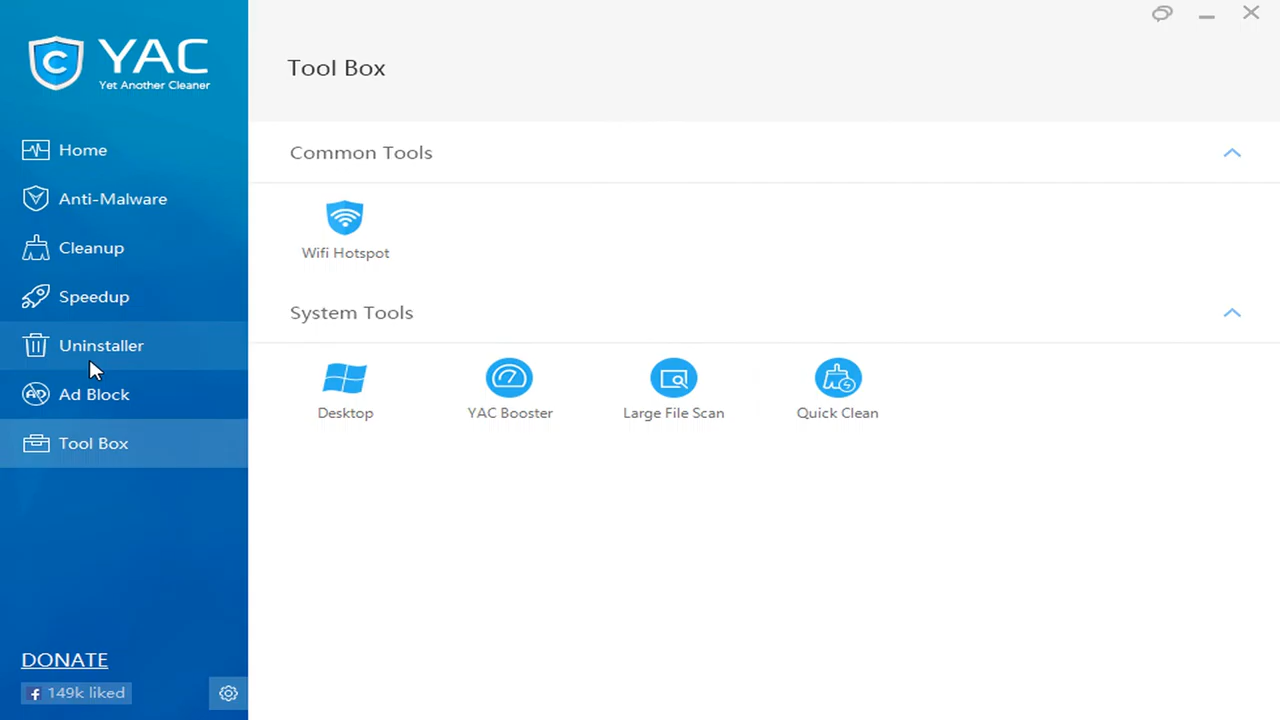 YAC
Yet Another Cleaner
Home
Anti-Malware
Cleanup
Speedup
Uninstaller
Ad Block
Tool Box
DONATE
149k liked
Tool Box
Common Tools
Wifi Hotspot
System Tools
Desktop
YAC Booster
Large File Scan
Quick Clean